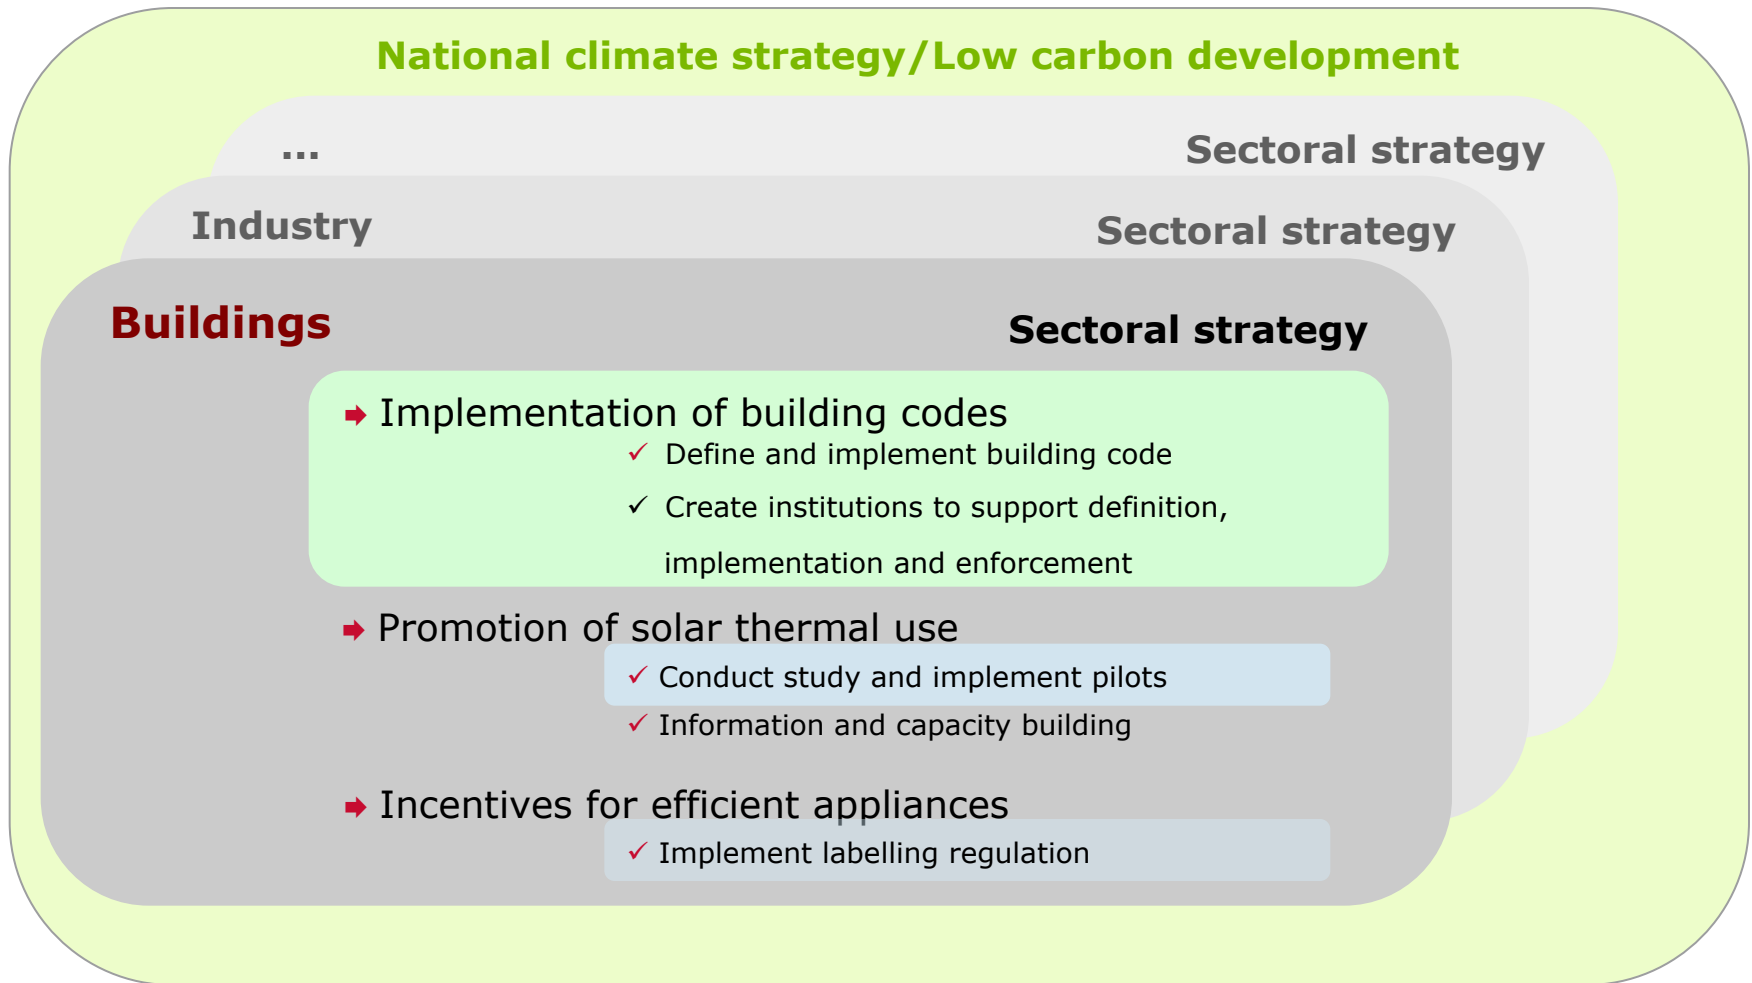 National climate strategy/Low carbon development
... Sectoral strategy
Industry Sectoral strategy
Buildings Sectoral strategy
Implementation of building codes
✓ Define and implement building code
✓ Create institutions to support definition,
implementation and enforcement
Promotion of solar thermal use
✓ Conduct study and implement pilots
✓ Information and capacity building
Incentives for efficient appliances
✓ Implement labelling regulation